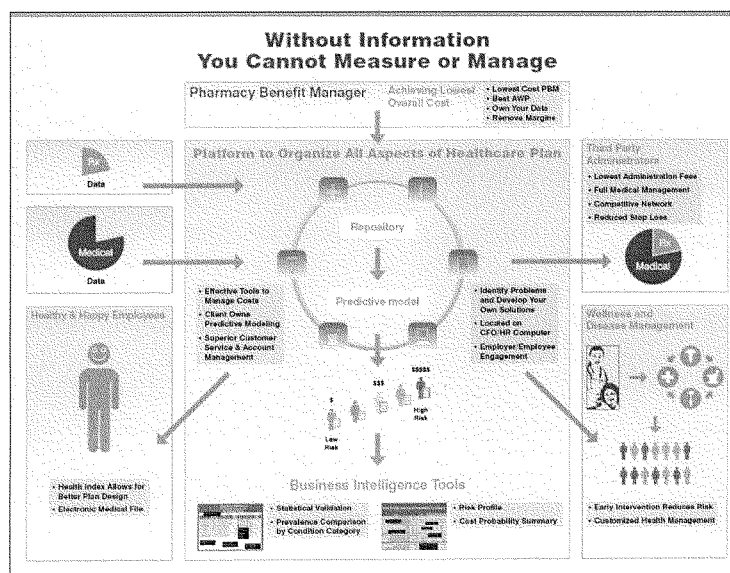 Without Information
You Cannot Measure or Manage
Pharmacy Benefit Manager
Achieving Lowest
Overall Cost
• Lowest Cost PBM
• Best AWP
• Own Your Data
• Remove Margins
Rx
Data
Medical
Data
Platform to Organize All Aspects of Healthcare Plan
Repository
Predictive model
• Effective Tools to
Manage Costs
• Client Owns
Predictive Modeling
• Superior Customer
Service & Account
Management
• Identify Problems
and Develop Your
Own Solutions
• Located on
CFO/HR Computer
• Employer/Employee
Engagement
$
$$$
$$$$$
Low
Risk
High
Risk
Third Party
Administrators
• Lowest Administration Fees
• Full Medical Management
• Competitive Network
• Reduced Stop Loss
Rx
Medical
Healthy & Happy Employees
• Health Index Allows for
Better Plan Design
• Electronic Medical File
Wellness and
Disease Management
• Early Intervention Reduces Risk
• Customized Health Management
Business Intelligence Tools
• Statistical Validation
• Prevalence Comparison
by Condition Category
• Risk Profile
• Cost Probability Summary